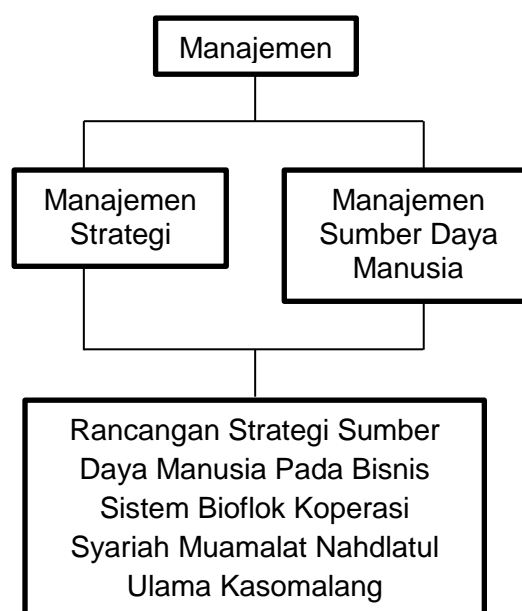 Manajemen
Manajemen
Strategi
Manajemen
Sumber Daya
Manusia
Rancangan Strategi Sumber
Daya Manusia Pada Bisnis
Sistem Bioflok Koperasi
Syariah Muamalat Nahdlatul
Ulama Kasomalang